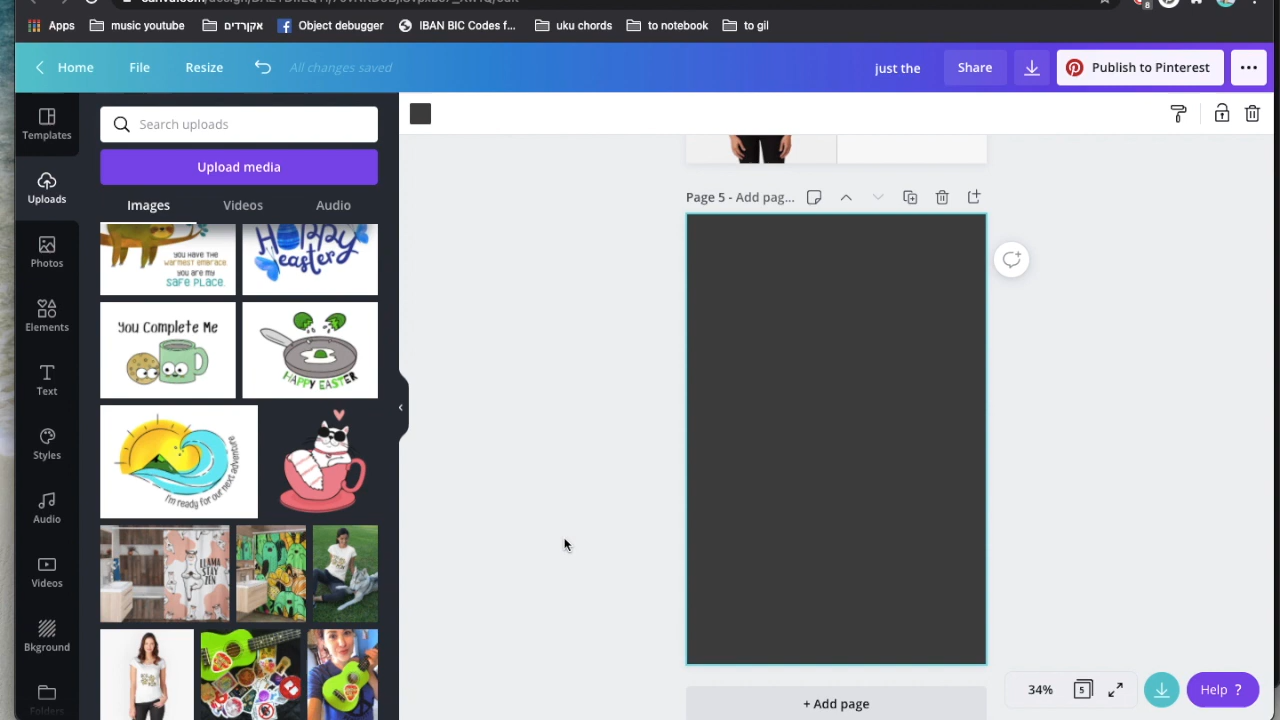 Apps
music youtube
אקורדים
Object debugger
IBAN BIC Codes f...
uku chords
to notebook
to gil
Home
File
Resize
All changes saved
just the
Share
Publish to Pinterest
Templates
Uploads
Photos
Elements
Text
Styles
Audio
Videos
Bkground
Folders
Search uploads
Upload media
Images
Videos
Audio
YOU HAVE THE
WARMEST EMBRACE.
YOU ARE MY
SAFE PLACE.
HAPPY
easter
YOU COMPLETE ME
HAPPY EASTER
I'm ready for our next adventure
LLAMA
STAY
ZEN
Page 5 - Add pag...
+ Add page
34%
5
Help ?
8